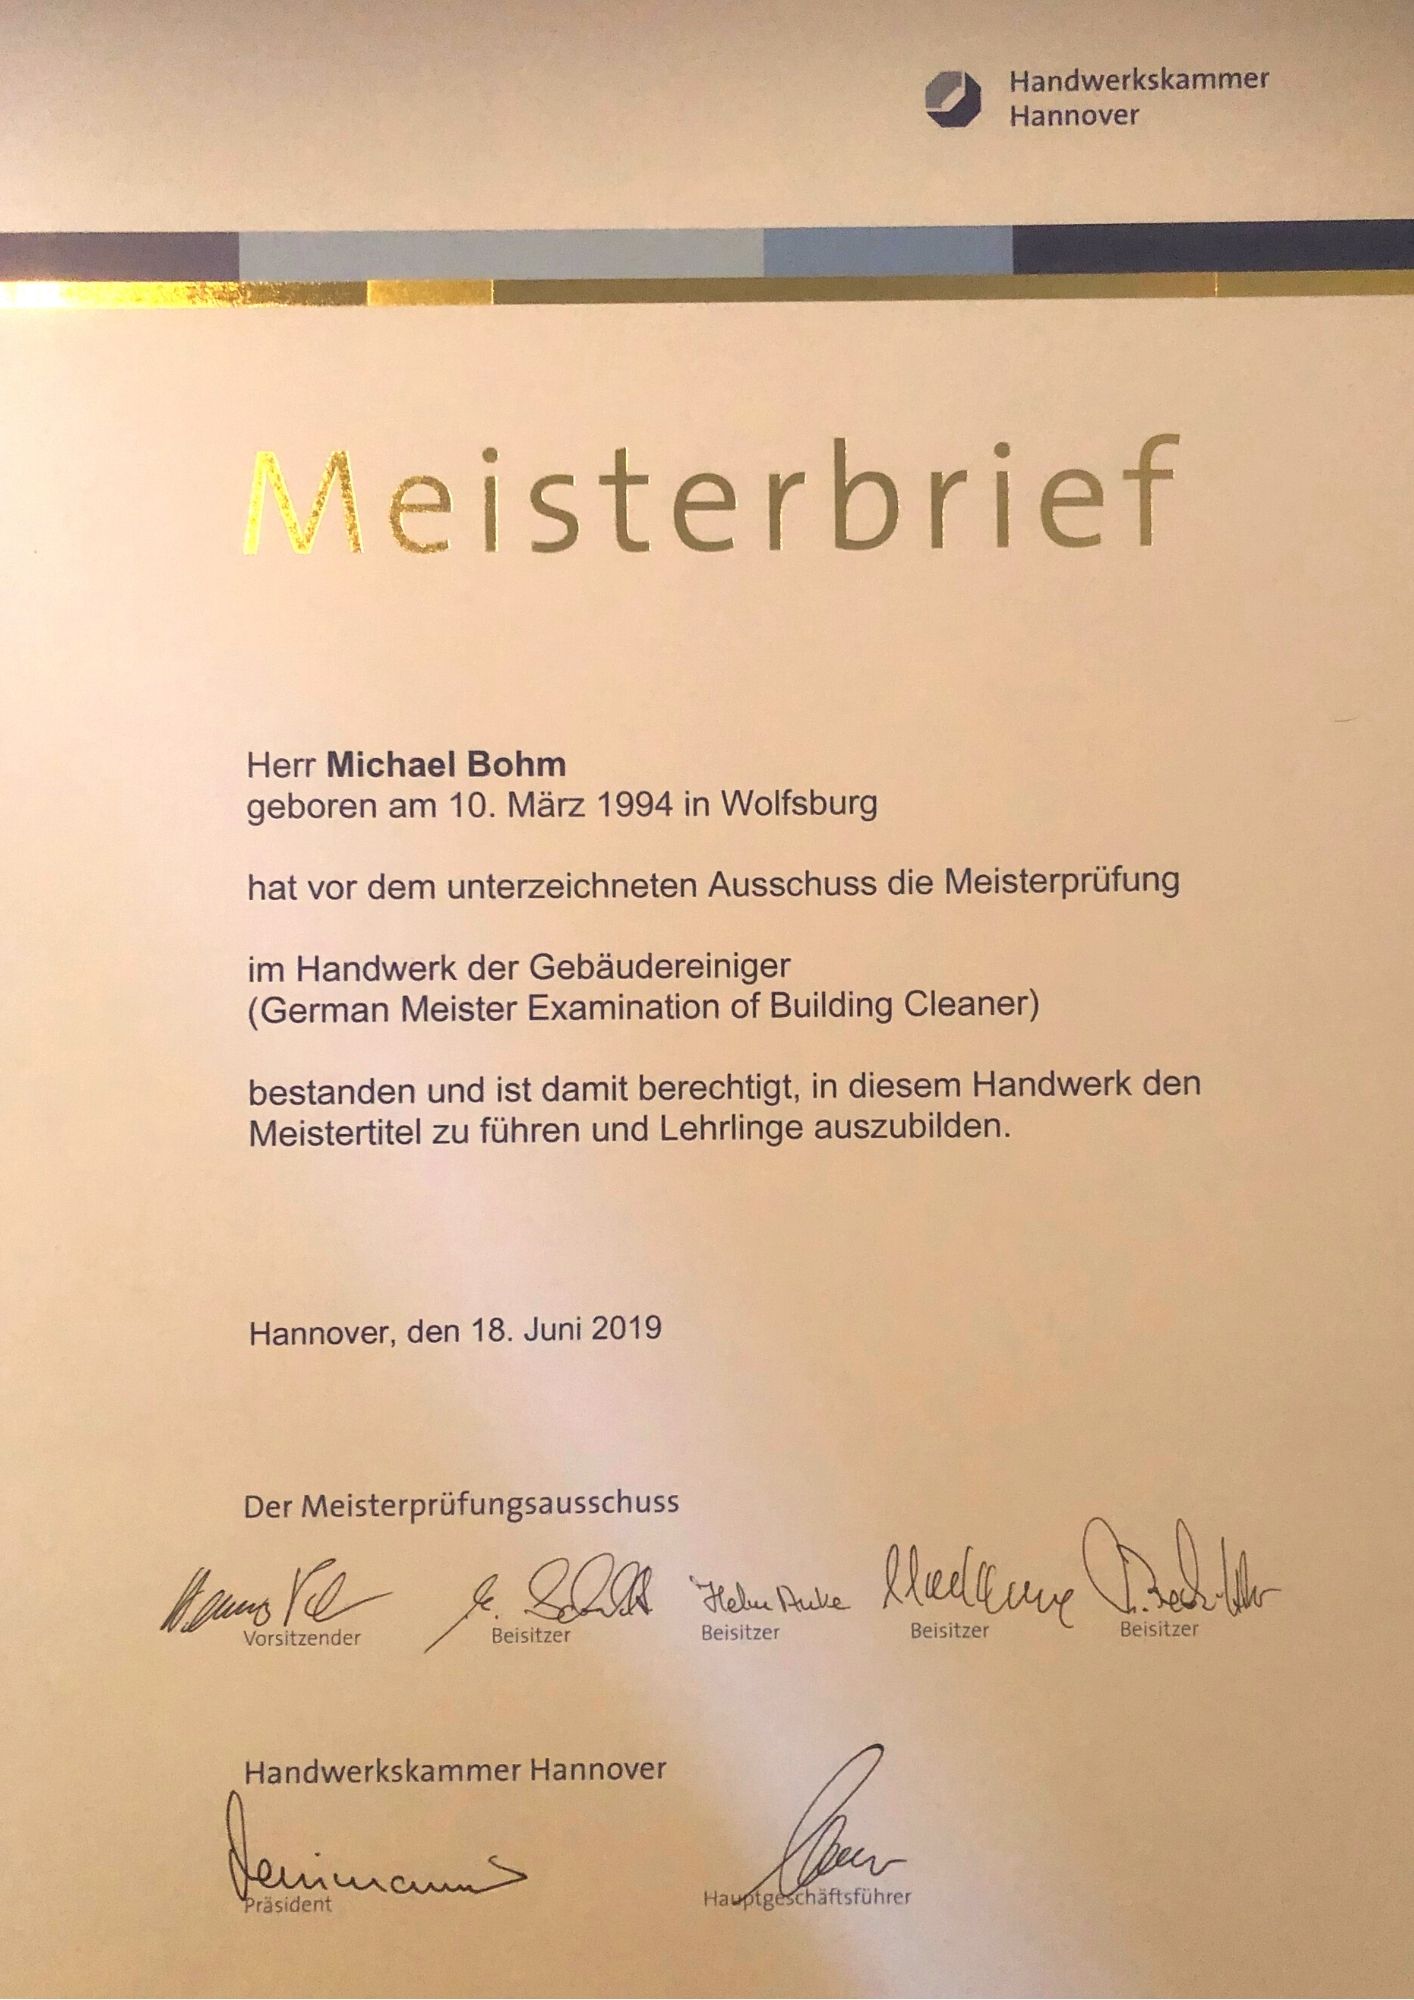 Handwerkskammer
Hannover
Meisterbrief
Herr Michael Bohm
geboren am 10. März 1994 in Wolfsburg
hat vor dem unterzeichneten Ausschuss die Meisterprüfung
im Handwerk der Gebäudereiniger
(German Meister Examination of Building Cleaner)
bestanden und ist damit berechtigt, in diesem Handwerk den
Meistertitel zu führen und Lehrlinge auszubilden.
Hannover, den 18. Juni 2019
Der Meisterprüfungsausschuss
Vorsitzender Beisitzer Beisitzer Beisitzer Beisitzer
Handwerkskammer Hannover
Präsident Hauptgeschäftsführer